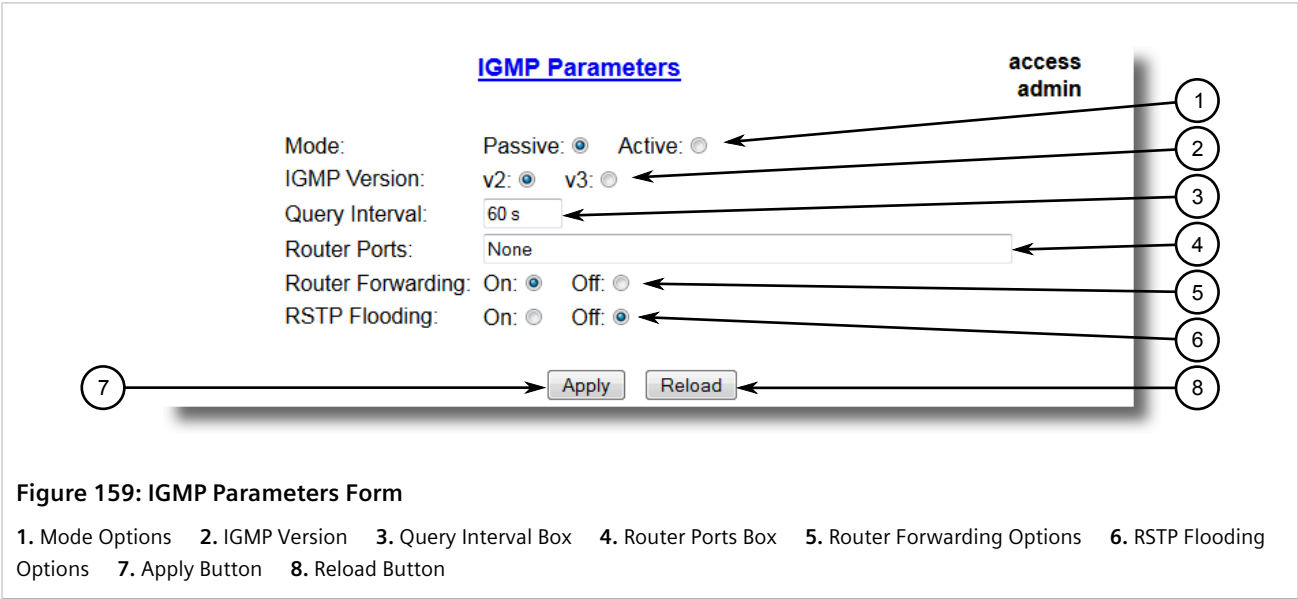 IGMP Parameters
access
admin
1
Mode: Passive: Active:
2
IGMP Version: v2: v3:
3
Query Interval: 60 s
4
Router Ports: None
5
Router Forwarding: On: Off:
6
RSTP Flooding: On: Off:
7
Apply Reload
8
Figure 159: IGMP Parameters Form
1. Mode Options 2. IGMP Version 3. Query Interval Box 4. Router Ports Box 5. Router Forwarding Options 6. RSTP Flooding
Options 7. Apply Button 8. Reload Button